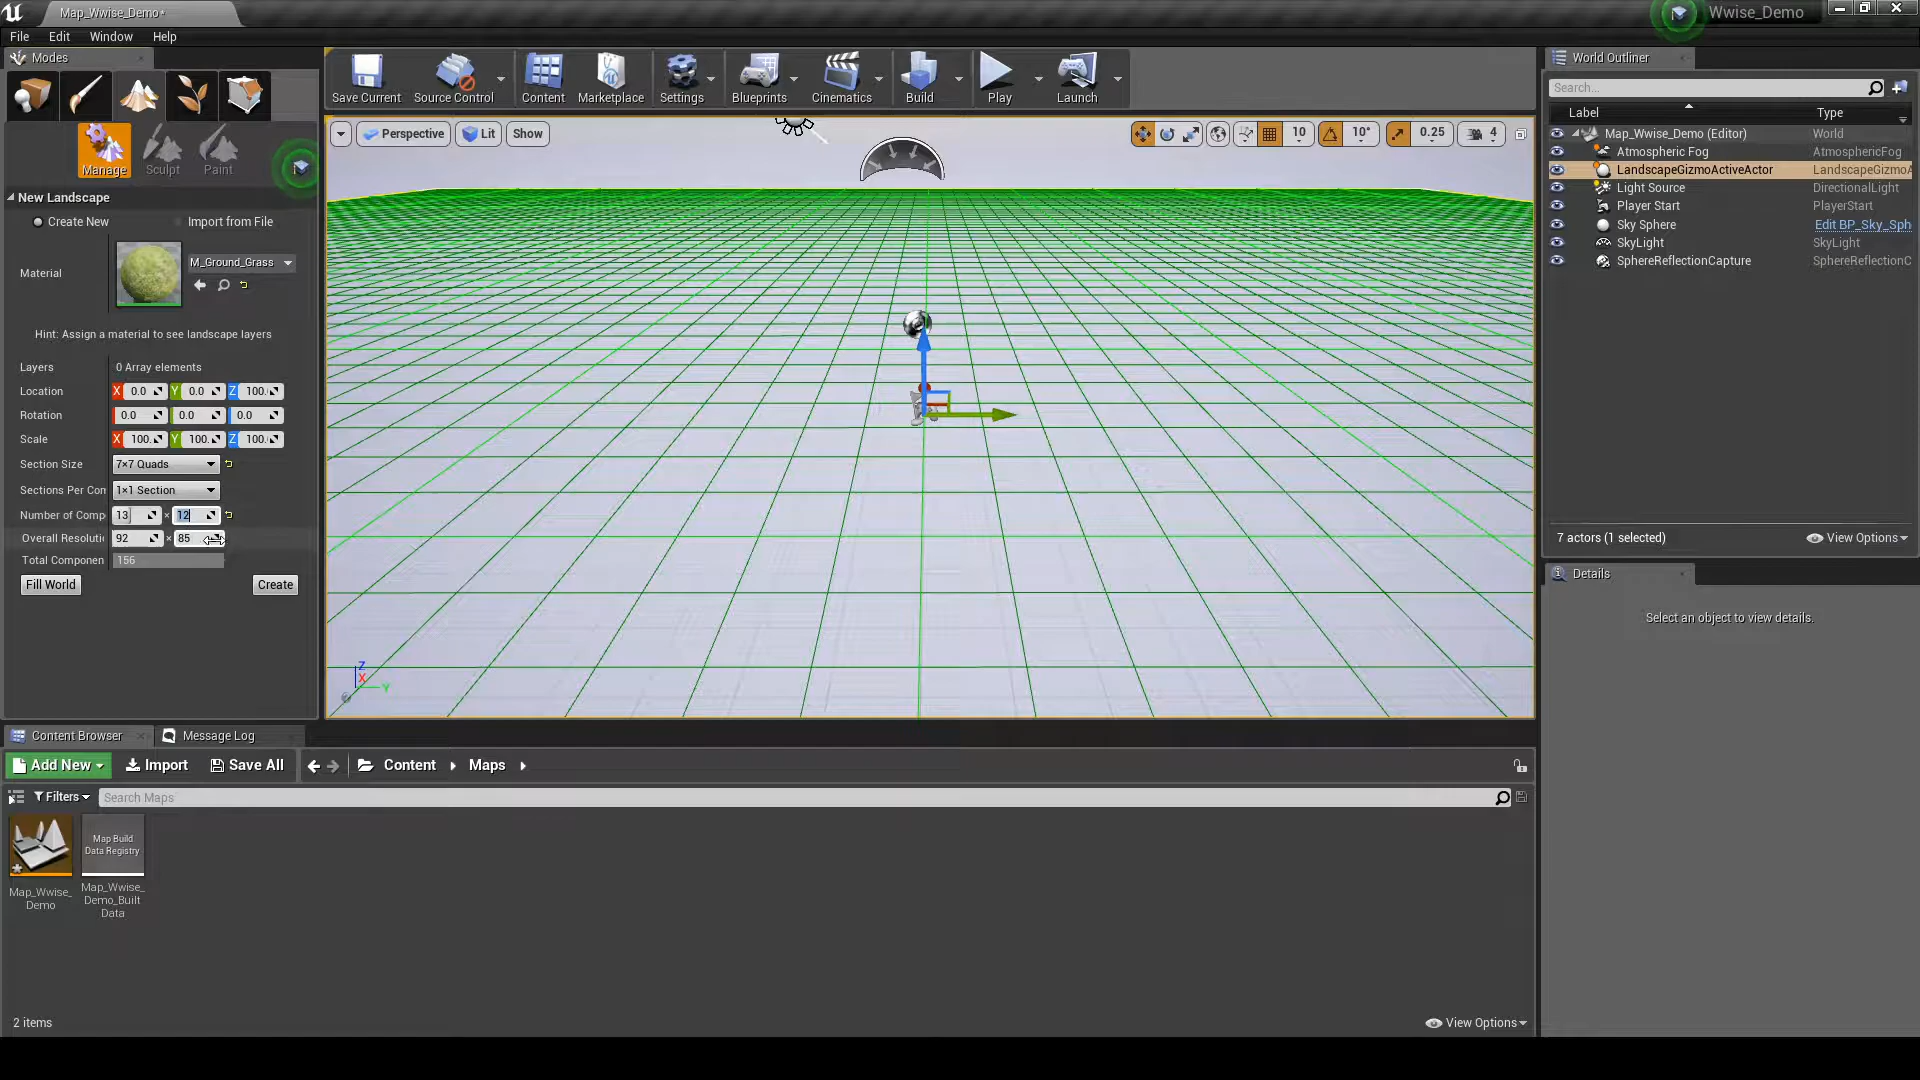 Map_Wwise_Demo*
Wwise_Demo
File Edit Window Help
Modes
Manage
Sculpt
Paint
New Landscape
Create New
Import from File
Material
M_Ground_Grass
Hint: Assign a material to see landscape layers
Layers 0 Array elements
Location X 0.0 Y 0.0 Z 100.
Rotation 0.0 0.0 0.0
Scale X 100. Y 100. Z 100.
Section Size 7×7 Quads
Sections Per Con 1×1 Section
Number of Comp 13 × 12
Overall Resolutio 92 × 85
Total Componen 156
Fill World
Create
Save Current
Source Control
Content
Marketplace
Settings
Blueprints
Cinematics
Build
Play
Launch
Perspective
Lit
Show
10
10°
0.25
4
Z
X
Y
World Outliner
Search...
Label Type
Map_Wwise_Demo (Editor) World
Atmospheric Fog AtmosphericFog
LandscapeGizmoActiveActor LandscapeGizmoA
Light Source DirectionalLight
Player Start PlayerStart
Sky Sphere Edit BP_Sky_Sph
SkyLight SkyLight
SphereReflectionCapture SphereReflectionC
7 actors (1 selected)
View Options
Details
Select an object to view details.
Content Browser
Message Log
Add New
Import
Save All
Content
Maps
Filters
Search Maps
Map Build
Data Registry
Map_Wwise_
Demo
Map_Wwise_
Demo_Built
Data
2 items
View Options